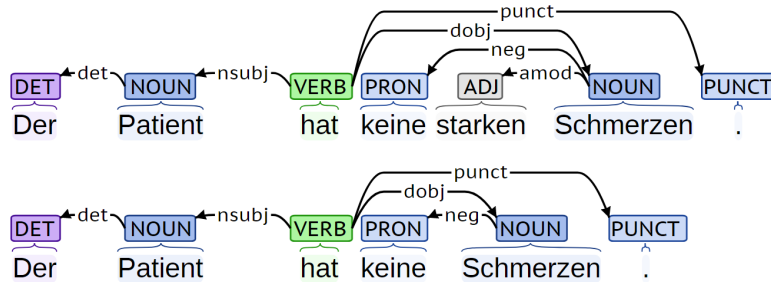 punct
dobj
neg
det nsubj amod
DET NOUN VERB PRON ADJ NOUN PUNCT
Der Patient hat keine starken Schmerzen .
punct
dobj
det nsubj neg
DET NOUN VERB PRON NOUN PUNCT
Der Patient hat keine Schmerzen .